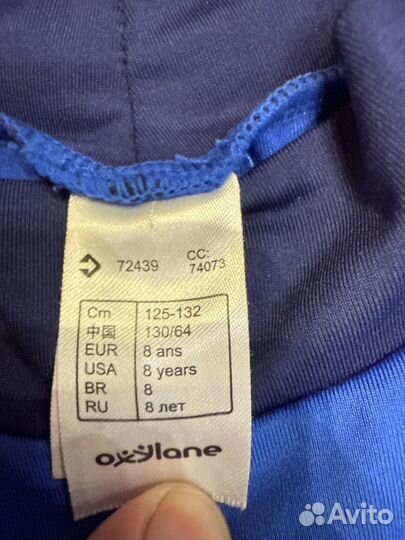 72439 CC: 74073
Cm 125-132
中国 130/64
EUR 8 ans
USA 8 years
BR 8
RU 8 лет
oxylane
Avito